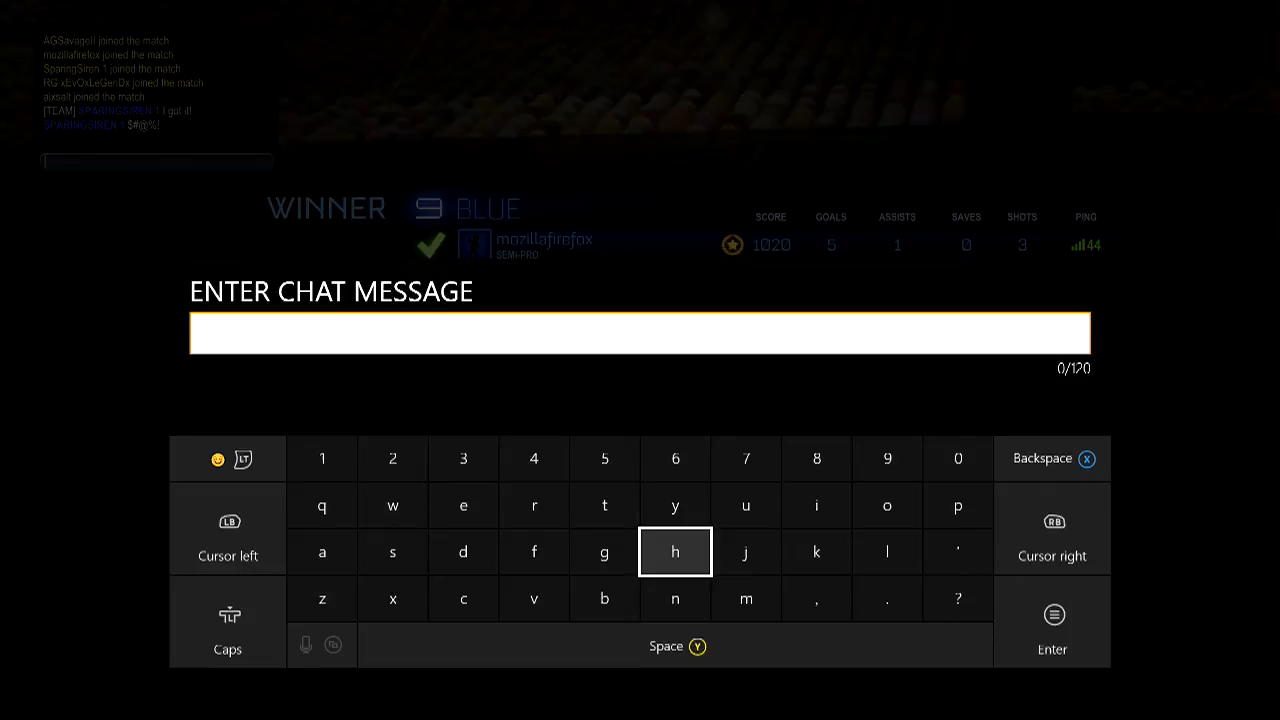 AGSavageII joined the match
mozillafirefox joined the match
SparingSiren 1 joined the match
RG xEvOxLeGenDx joined the match
aixsalt joined the match
[TEAM] SPARINGSIREN 1 I got it!
SPARINGSIREN 1 $#@%!
WINNER 9 BLUE
SCORE GOALS ASSISTS SAVES SHOTS PING
mozillafirefox 1020 5 1 0 3 44
SEMI-PRO
ENTER CHAT MESSAGE
0/120
LT 1 2 3 4 5 6 7 8 9 0 Backspace X
q w e r t y u i o p
LB RB
Cursor left a s d f g h j k l ' Cursor right
z x c v b n m , . ?
LT
Caps Space Y Enter